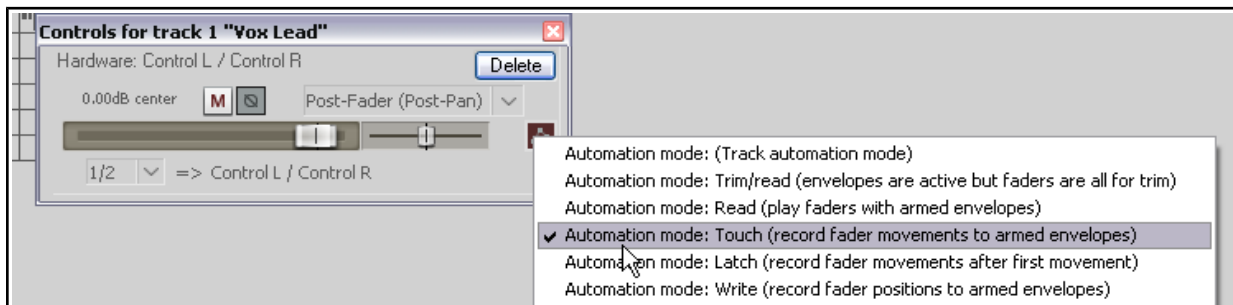 Controls for track 1 "Vox Lead"
Hardware: Control L / Control R
Delete
0.00dB center M Post-Fader (Post-Pan)
1/2 => Control L / Control R
Automation mode: (Track automation mode)
Automation mode: Trim/read (envelopes are active but faders are all for trim)
Automation mode: Read (play faders with armed envelopes)
Automation mode: Touch (record fader movements to armed envelopes)
Automation mode: Latch (record fader movements after first movement)
Automation mode: Write (record fader positions to armed envelopes)